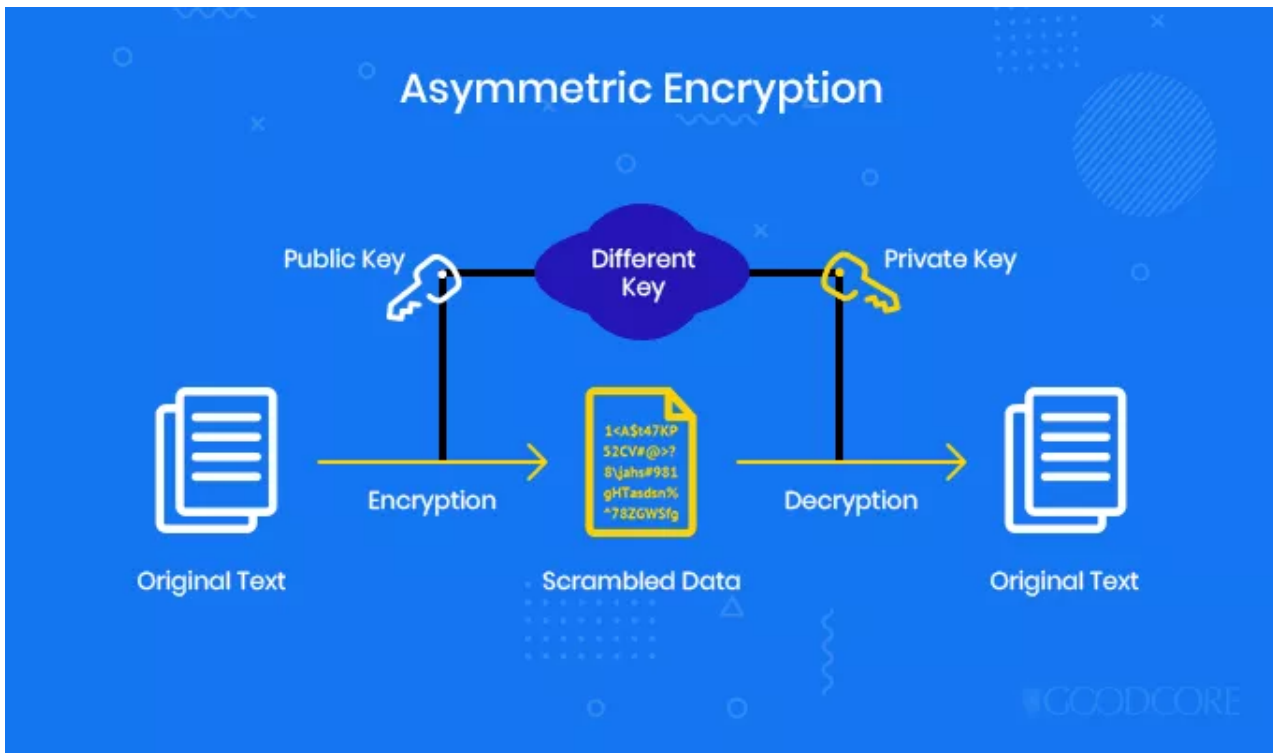 Asymmetric Encryption
Public Key
Different
Key
Private Key
1<A$t47KP
52CV#@>?
8\jahs#981
gHTasdsn%
^78ZGWSfg
Encryption
Decryption
Original Text
Scrambled Data
Original Text
GOODCORE